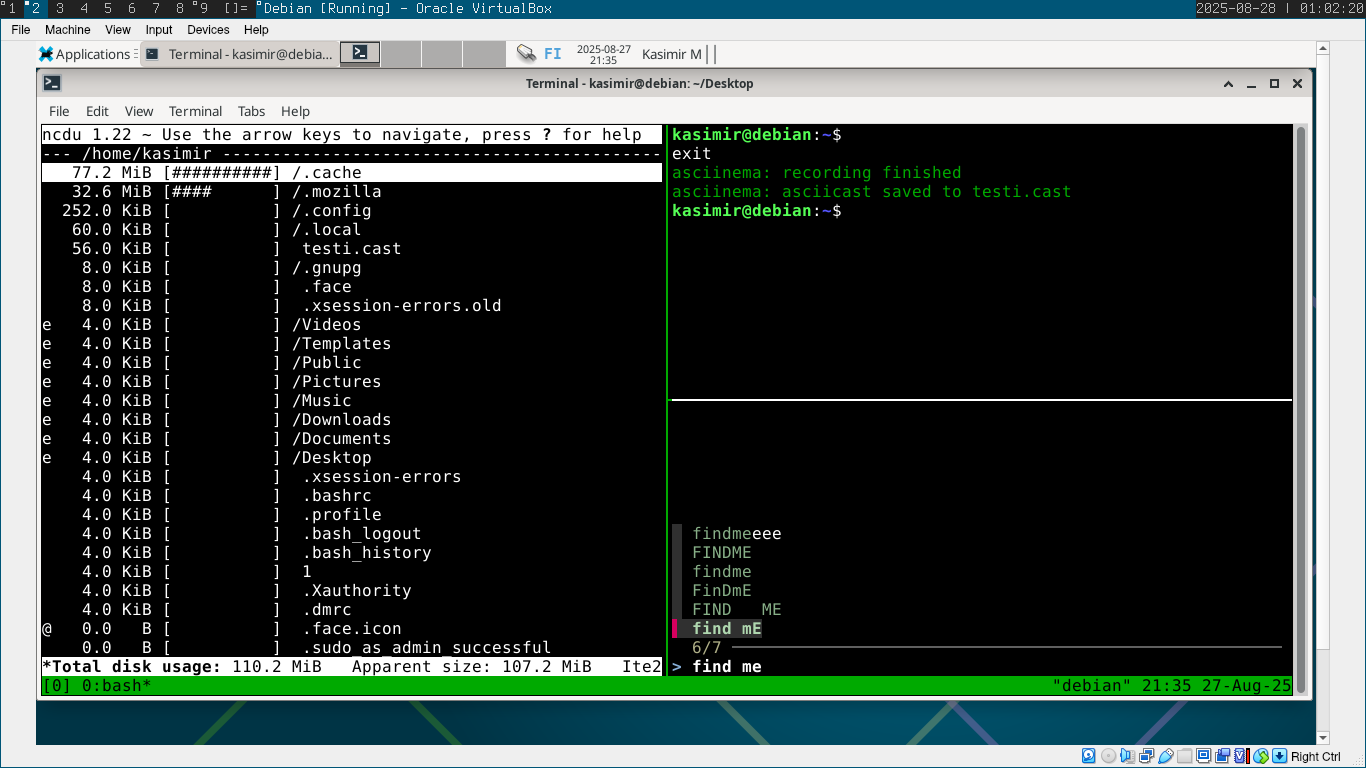 1 2 3 4 5 6 7 8 9 []= Debian [Running] - Oracle VirtualBox 2025-08-28 | 01:02:20
File Machine View Input Devices Help
Applications Terminal - kasimir@debia... FI 2025-08-27 21:35 Kasimir M
Terminal - kasimir@debian: ~/Desktop
File Edit View Terminal Tabs Help
ncdu 1.22 ~ Use the arrow keys to navigate, press ? for help
--- /home/kasimir --------------------------------------------
77.2 MiB [##########] /.cache
32.6 MiB [####      ] /.mozilla
252.0 KiB [          ] /.config
60.0 KiB [          ] /.local
56.0 KiB [          ]  testi.cast
8.0 KiB [          ] /.gnupg
8.0 KiB [          ]  .face
8.0 KiB [          ]  .xsession-errors.old
e 4.0 KiB [          ] /Videos
e 4.0 KiB [          ] /Templates
e 4.0 KiB [          ] /Public
e 4.0 KiB [          ] /Pictures
e 4.0 KiB [          ] /Music
e 4.0 KiB [          ] /Downloads
e 4.0 KiB [          ] /Documents
e 4.0 KiB [          ] /Desktop
4.0 KiB [          ]  .xsession-errors
4.0 KiB [          ]  .bashrc
4.0 KiB [          ]  .profile
4.0 KiB [          ]  .bash_logout
4.0 KiB [          ]  .bash_history
4.0 KiB [          ]  1
4.0 KiB [          ]  .Xauthority
4.0 KiB [          ]  .dmrc
@ 0.0   B [          ]  .face.icon
0.0   B [          ]  .sudo_as_admin_successful
*Total disk usage: 110.2 MiB   Apparent size: 107.2 MiB   Ite2
kasimir@debian:~$
exit
asciinema: recording finished
asciinema: asciicast saved to testi.cast
kasimir@debian:~$
findmeeee
FINDME
findme
FinDmE
FIND   ME
find mE
6/7
> find me
[0] 0:bash* "debian" 21:35 27-Aug-25
Right Ctrl